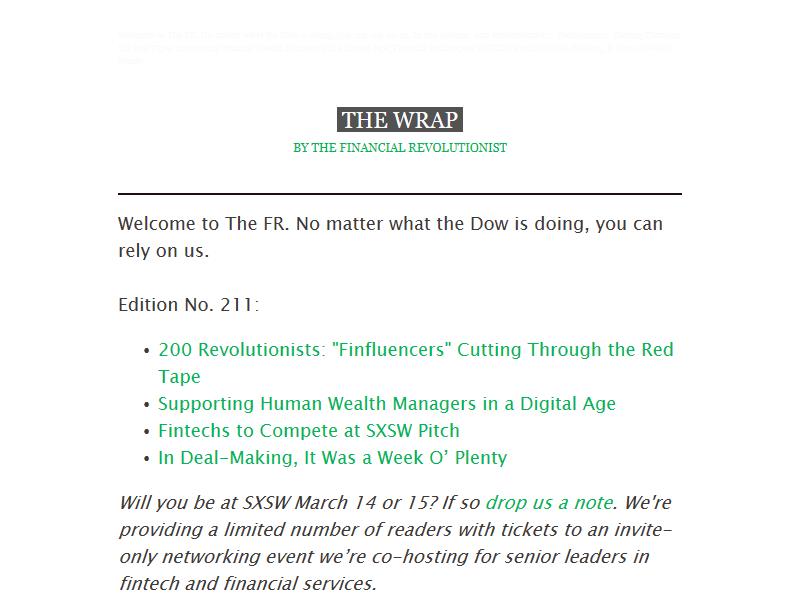 THE WRAP
BY THE FINANCIAL REVOLUTIONIST
Welcome to The FR. No matter what the Dow is doing, you can
rely on us.
Edition No. 211:
• 200 Revolutionists: "Finfluencers" Cutting Through the Red
Tape
• Supporting Human Wealth Managers in a Digital Age
• Fintechs to Compete at SXSW Pitch
• In Deal-Making, It Was a Week O’ Plenty
Will you be at SXSW March 14 or 15? If so drop us a note. We're
providing a limited number of readers with tickets to an invite-
only networking event we’re co-hosting for senior leaders in
fintech and financial services.